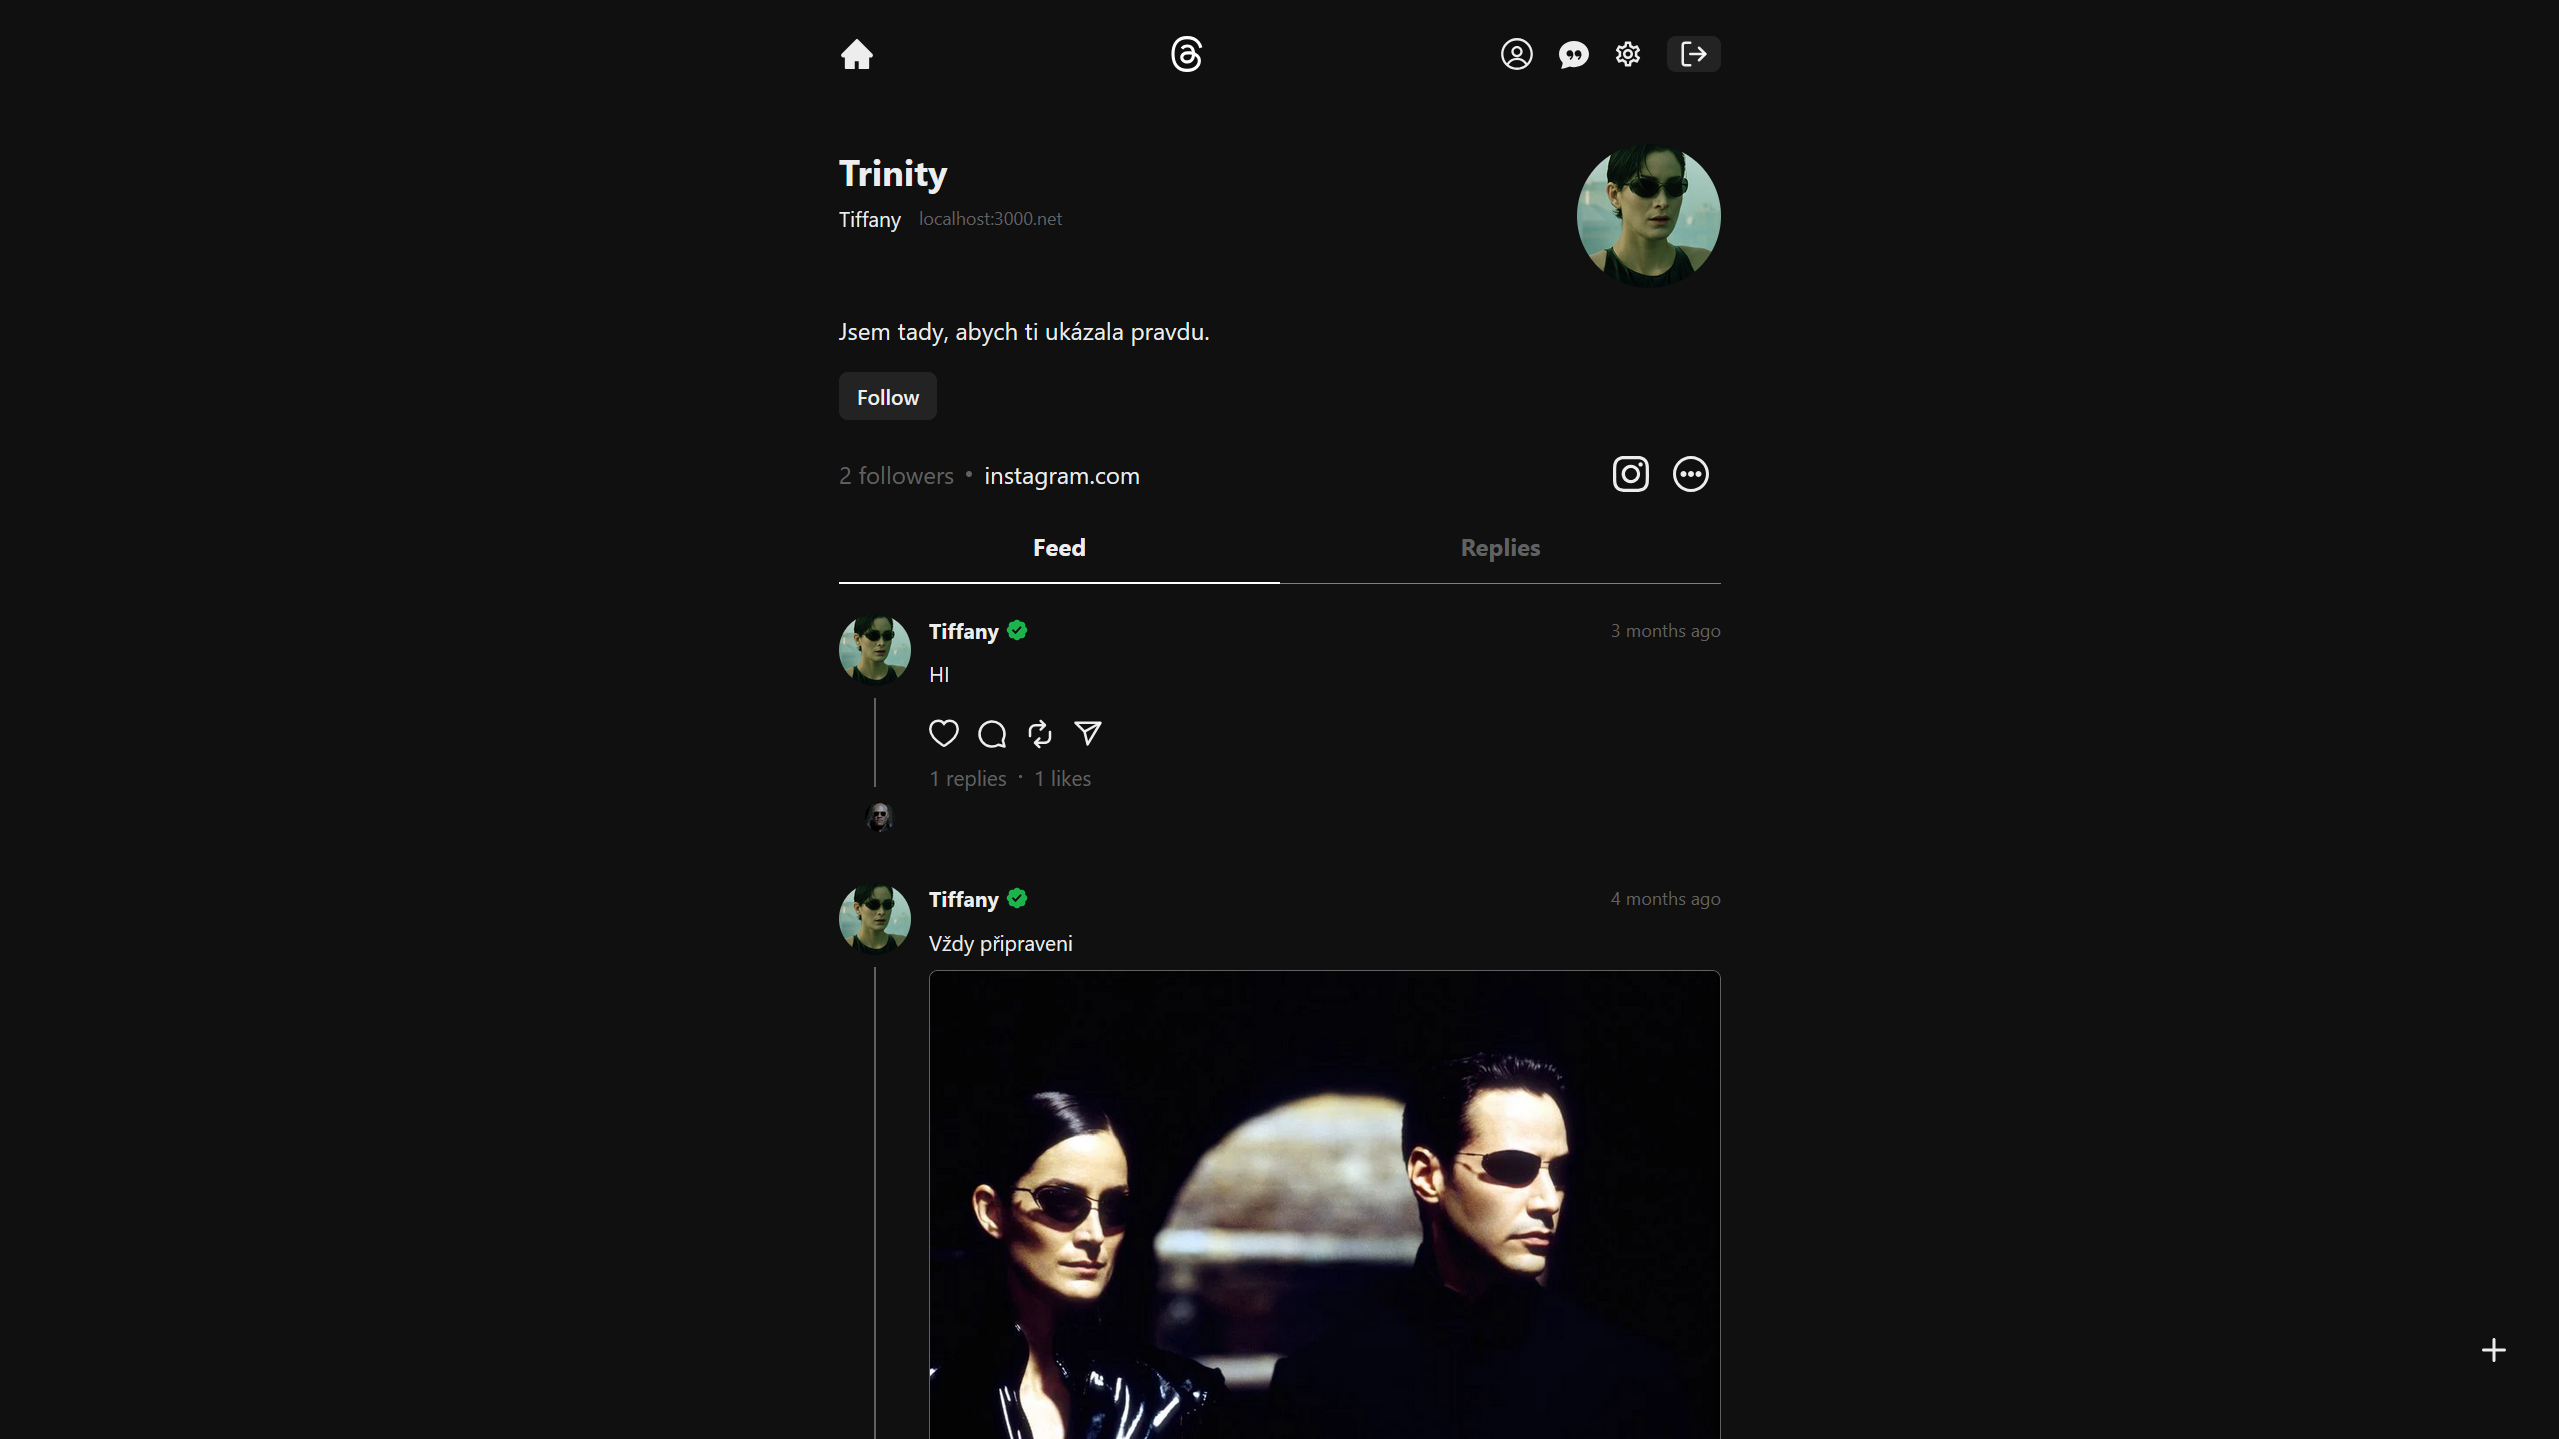 Trinity
Tiffany localhost:3000.net
Jsem tady, abych ti ukázala pravdu.
Follow
2 followers • instagram.com
Feed Replies
Tiffany 3 months ago
HI
1 replies · 1 likes
Tiffany 4 months ago
Vždy připraveni